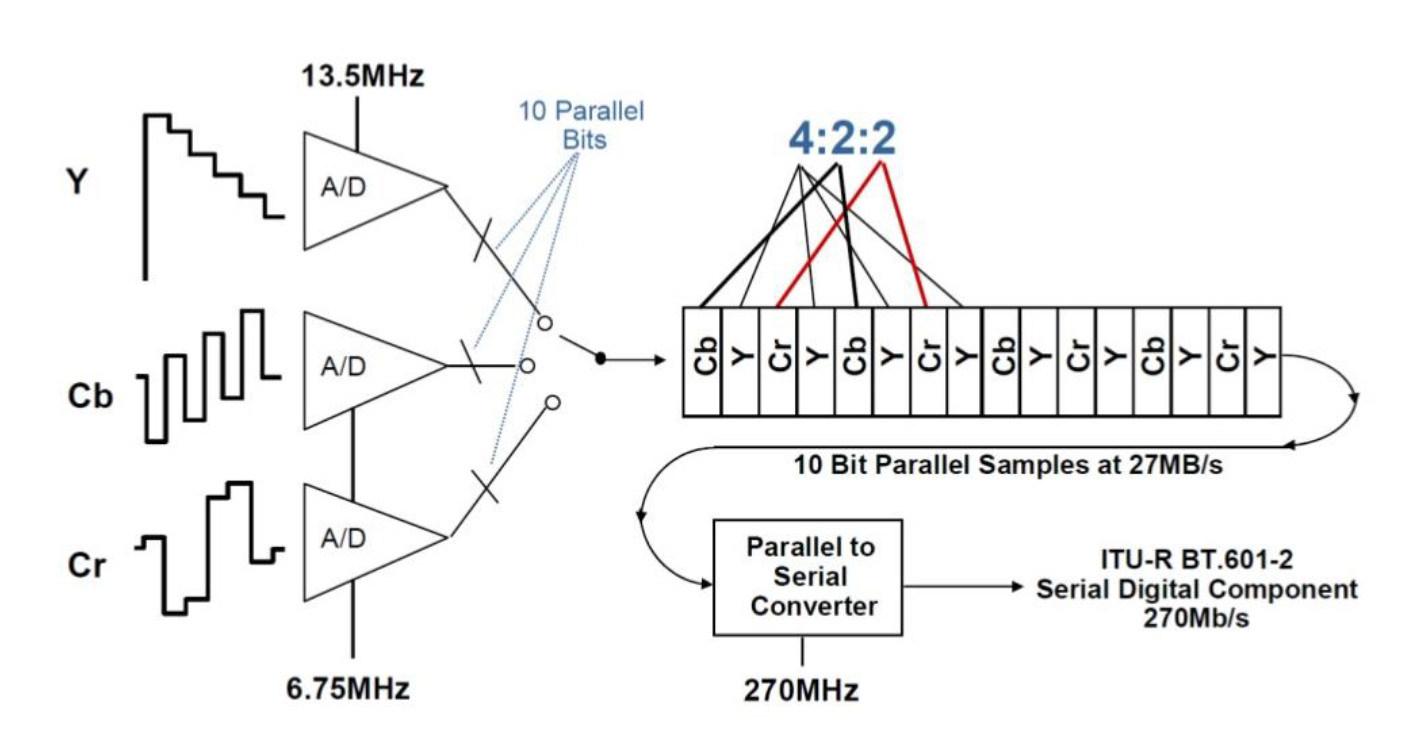 13.5MHz
10 Parallel
Bits
4:2:2
Y
A/D
Cb
A/D
Cb Y Cr Y Cb Y Cr Y Cb Y Cr Y Cb Y Cr Y
10 Bit Parallel Samples at 27MB/s
Cr
A/D
Parallel to
Serial
Converter
ITU-R BT.601-2
Serial Digital Component
270Mb/s
6.75MHz
270MHz